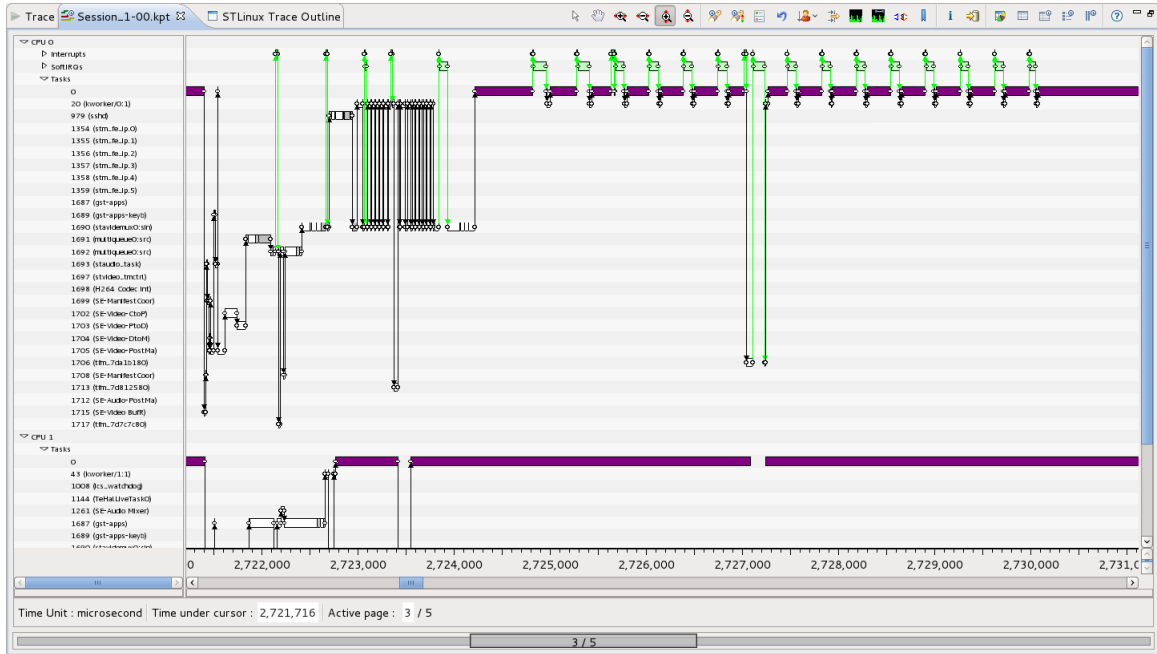 Trace Session_1-00.kpt STLinux Trace Outline
CPU 0
Interrupts
SoftIRQs
Tasks
0
20 (kworker/0:1)
979 (sshd)
1354 (stm_fe_ip.0)
1355 (stm_fe_ip.1)
1356 (stm_fe_ip.2)
1357 (stm_fe_ip.3)
1358 (stm_fe_ip.4)
1359 (stm_fe_ip.5)
1687 (gst-apps)
1689 (gst-apps-keyb)
1690 (stavidemux0:sin)
1691 (multiqueue0:src)
1692 (multiqueue0:src)
1693 (staudio_task)
1697 (stvideo_tmctrl)
1698 (H264 Codec Int)
1699 (SE-ManifestCoor)
1702 (SE-Video-CtoP)
1703 (SE-Video-PtoD)
1704 (SE-Video-DtoM)
1705 (SE-Video-PostMa)
1706 (tfm_7da1b180)
1708 (SE-ManifestCoor)
1713 (tfm_7d812580)
1712 (SE-Audio-PostMa)
1715 (SE-Video BufR)
1717 (tfm_7d7c7c80)
CPU 1
Tasks
0
43 (kworker/1:1)
1008 (ics_watchdog)
1144 (TeHalLiveTask0)
1261 (SE-Audio Mixer)
1687 (gst-apps)
1689 (gst-apps-keyb)
1690 (stavidemux0:sin)
0 2,722,000 2,723,000 2,724,000 2,725,000 2,726,000 2,727,000 2,728,000 2,729,000 2,730,000 2,731,0
Time Unit : microsecond Time under cursor : 2,721,716 Active page : 3 / 5
3 / 5